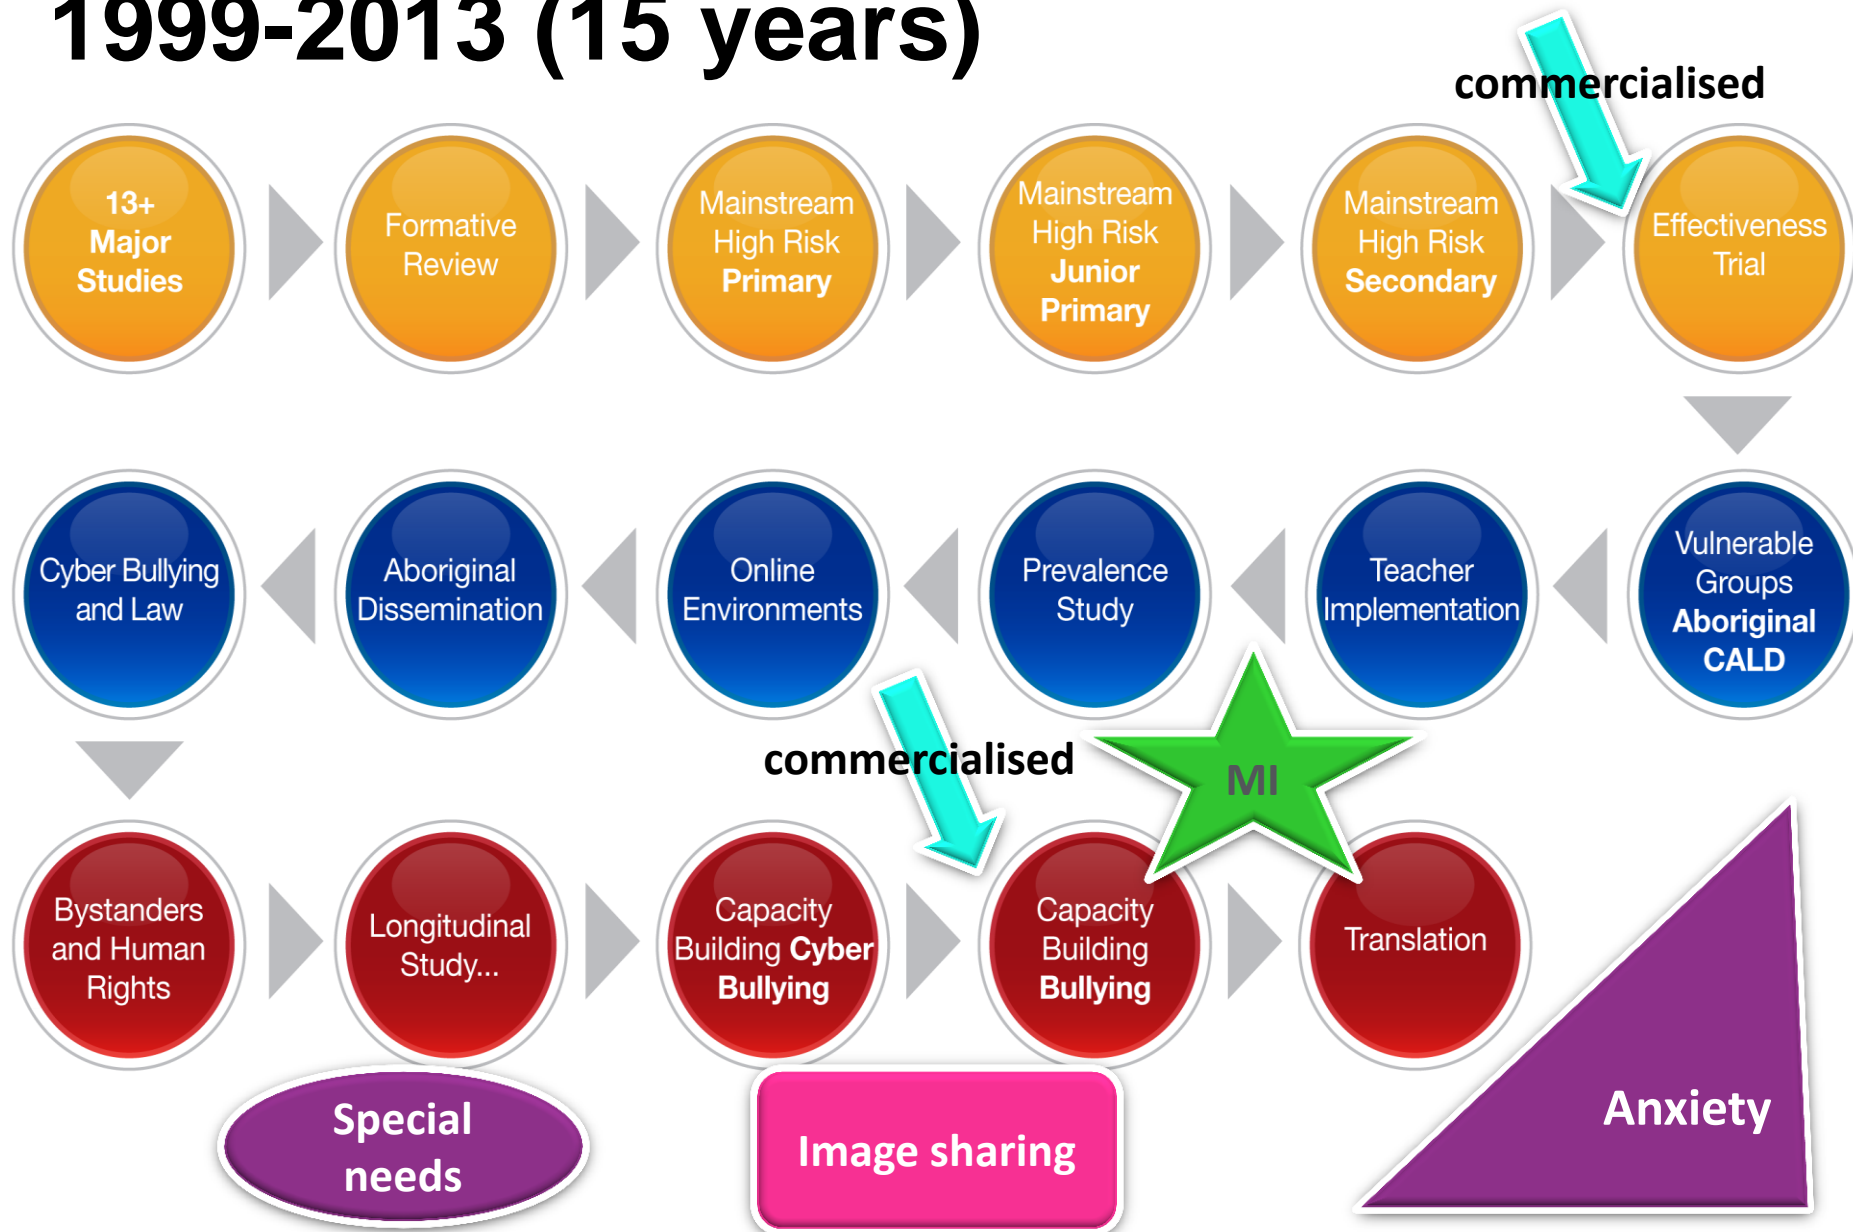 1999-2013 (15 years)
commercialised
13+
Major
Studies
Formative
Review
Mainstream
High Risk
Primary
Mainstream
High Risk
Junior
Primary
Mainstream
High Risk
Secondary
Effectiveness
Trial
Vulnerable
Groups
Aboriginal
CALD
Teacher
Implementation
Prevalence
Study
Online
Environments
Aboriginal
Dissemination
Cyber Bullying
and Law
commercialised
MI
Bystanders
and Human
Rights
Longitudinal
Study...
Capacity
Building Cyber
Bullying
Capacity
Building
Bullying
Translation
Special
needs
Image sharing
Anxiety